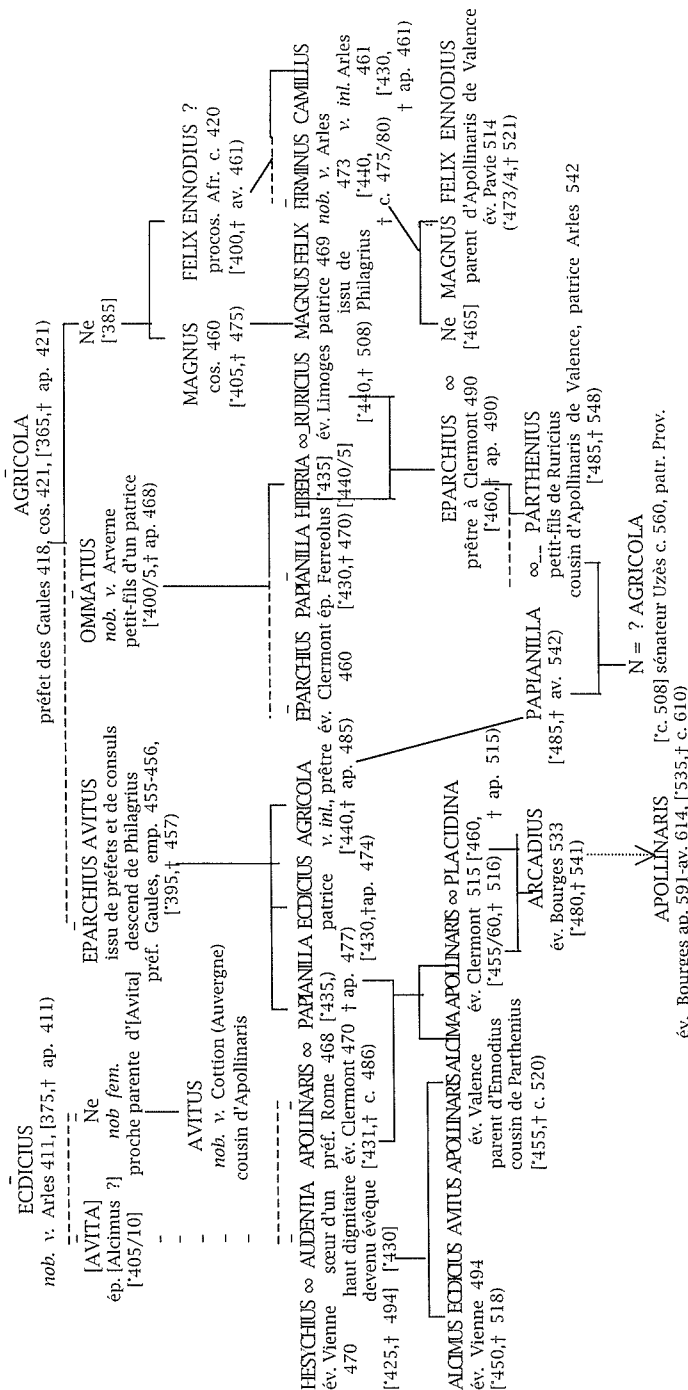 ECDICIUS
nob. v. Arles 411, [375,† ap. 411]
AGRICOLA
préfet des Gaules 418, cos. 421, [*365,† ap. 421)
[AVITA]
ép. [Alcimus ?]
[*405/10]
Ne
nob fem.
proche parente d'[Avita]
EPARCHIUS AVITUS
issu de préfets et de consuls
descend de Philagrius
préf. Gaules, emp. 455-456,
[*395,† 457)
OMMATIUS
nob. v. Arverne
petit-fils d'un patrice
[*400/5,† ap. 468)
Ne
[*385]
AVITUS
nob. v. Cottion (Auvergne)
cousin d'Apollinaris
MAGNUS
cos. 460
[*405,† 475)
FELIX ENNODIUS ?
procos. Afr. c. 420
[*400,† av. 461)
HESYCHIUS ∞ AUDENTIA APOLLINARIS ∞ PAPIANILLA ECDICIUS AGRICOLA
év. Vienne
470
[*425,† 494]
sœur d'un
haut dignitaire
devenu évêque
[*430]
préf. Rome 468
év. Clermont 470
[*431,† c. 486)
[*435,)
† ap.
477)
patrice
[*430,†ap. 474)
v. inl., prêtre
[*440,† ap. 485)
EPARCHIUS PAPIANILLA HIBERIA ∞ RURICIUS MAGNUS FELIX FIRMINUS CAMILLUS
év. Clermont
460
ép. Ferreolus
[*430,† 470)
[*435]
[*440/5]
év. Limoges
[*440,† 508)
patrice 469
issu de
Philagrius
nob. v. Arles
473
[*440,
† c. 475/80)
v. inl. Arles
461
[*430,
† ap. 461)
ALCIMUS ECDICIUS AVITUS APOLLINARIS ALCIMA APOLLINARIS ∞ PLACIDINA
év. Vienne 494
[*450,† 518)
év. Valence
parent d'Ennodius
cousin de Parthenius
[*455,† c. 520)
év. Clermont 515
[*455/60,† 516)
[*460,
† ap. 515)
EPARCHIUS ∞
prêtre à Clermont 490
[*460,† ap. 490)
Ne
[*465]
MAGNUS FELIX ENNODIUS
parent d'Apollinaris de Valence
év. Pavie 514
(*473/4,† 521)
ARCADIUS
év. Bourges 533
[*480,† 541)
PAPIANILLA
[*485,† av. 542)
∞ PARTHENIUS
petit-fils de Ruricius
cousin d'Apollinaris de Valence, patrice Arles 542
[*485,† 548)
N = ? AGRICOLA
[*c. 508] sénateur Uzès c. 560, patr. Prov.
APOLLINARIS
év. Bourges ap. 591-av. 614, [*535,† c. 610)